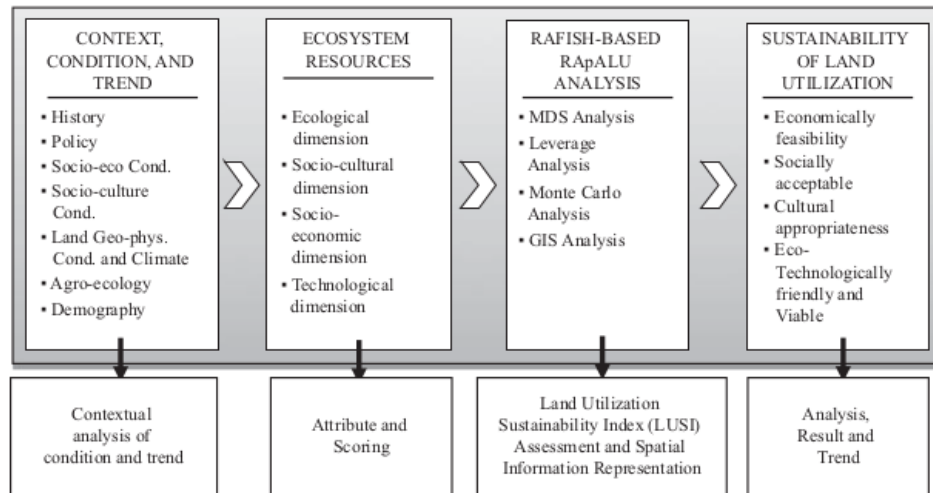 CONTEXT,
CONDITION, AND
TREND
▪ History
▪ Policy
▪ Socio-eco Cond.
▪ Socio-culture
Cond.
▪ Land Geo-phys.
Cond. and Climate
▪ Agro-ecology
▪ Demography
ECOSYSTEM
RESOURCES
▪ Ecological
dimension
▪ Socio-cultural
dimension
▪ Socio-
economic
dimension
▪ Technological
dimension
RAFISH-BASED
RApALU
ANALYSIS
▪ MDS Analysis
▪ Leverage
Analysis
▪ Monte Carlo
Analysis
▪ GIS Analysis
SUSTAINABILITY
OF LAND
UTILIZATION
▪ Economically
feasibility
▪ Socially
acceptable
▪ Cultural
appropriateness
▪ Eco-
Technologically
friendly and
Viable
Contextual
analysis of
condition and trend
Attribute and
Scoring
Land Utilization
Sustainability Index (LUSI)
Assessment and Spatial
Information Representation
Analysis,
Result and
Trend